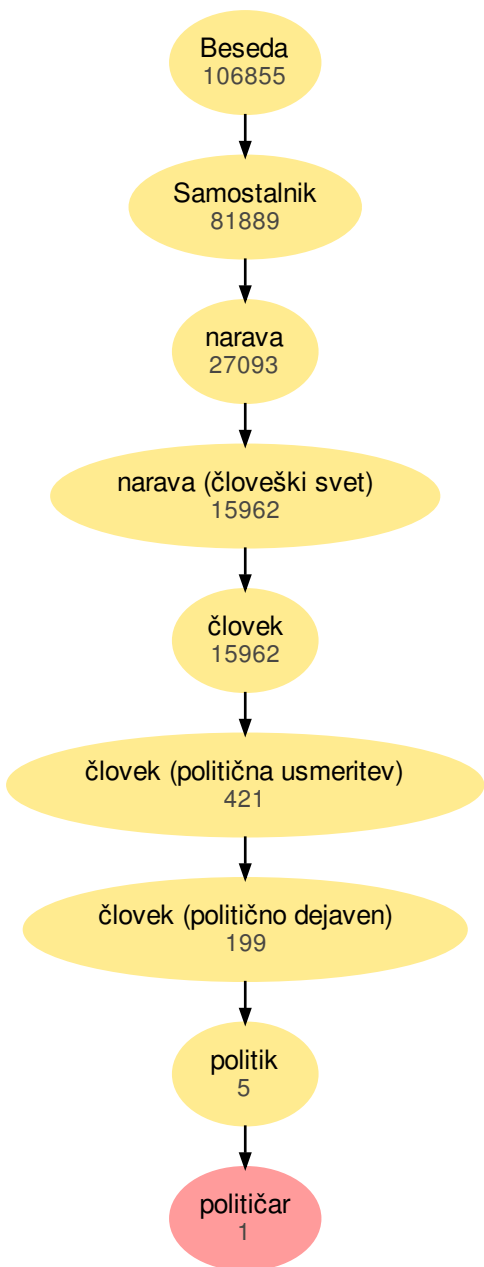 Beseda
106855
Samostalnik
81889
narava
27093
narava (človeški svet)
15962
človek
15962
človek (politična usmeritev)
421
človek (politično dejaven)
199
politik
5
političar
1